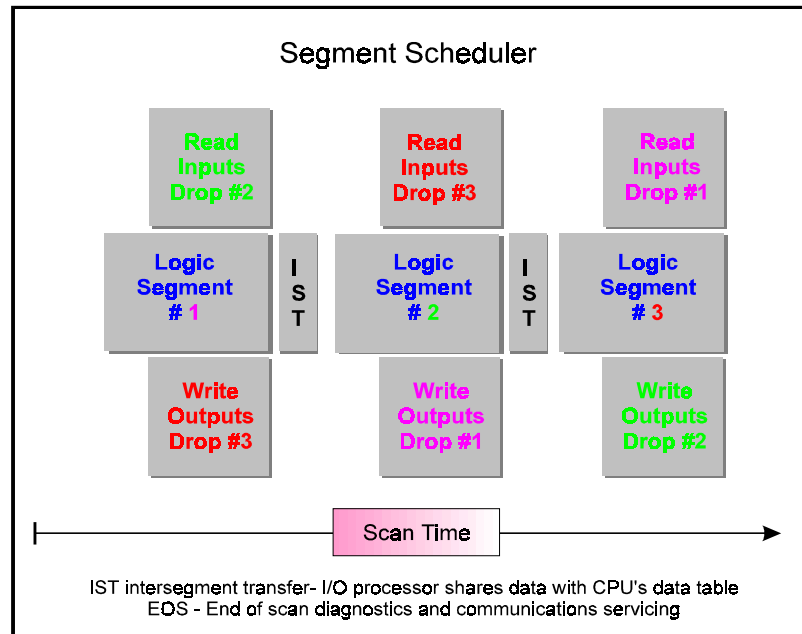 Segment Scheduler
Read
Inputs
Drop #2
Read
Inputs
Drop #3
Read
Inputs
Drop #1
Logic
Segment
# 1
I
S
T
Logic
Segment
# 2
I
S
T
Logic
Segment
# 3
Write
Outputs
Drop #3
Write
Outputs
Drop #1
Write
Outputs
Drop #2
Scan Time
IST intersegment transfer- I/O processor shares data with CPU's data table
EOS - End of scan diagnostics and communications servicing